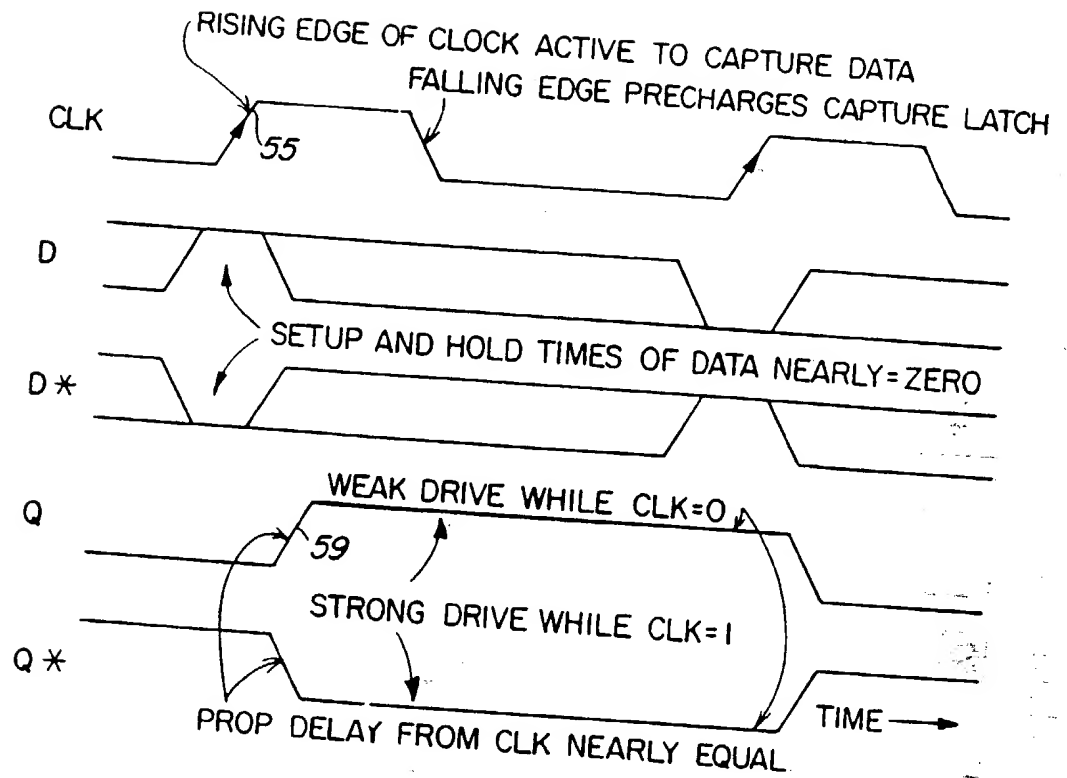 RISING EDGE OF CLOCK ACTIVE TO CAPTURE DATA
FALLING EDGE PRECHARGES CAPTURE LATCH
CLK
55
D
SETUP AND HOLD TIMES OF DATA NEARLY=ZERO
D*
WEAK DRIVE WHILE CLK=0
Q
59
STRONG DRIVE WHILE CLK=1
Q*
PROP DELAY FROM CLK NEARLY EQUAL
TIME